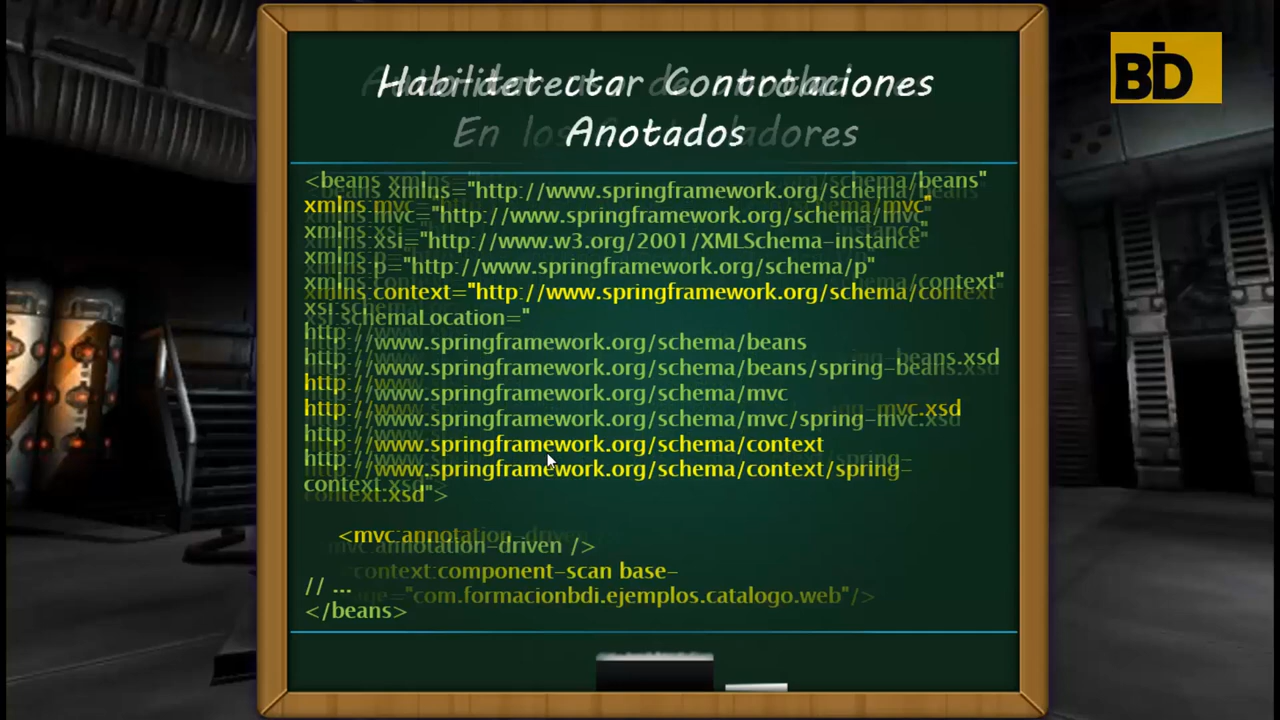 BDI
Anotados
<beans xmlns="http://www.springframework.org/schema/beans"
xmlns:mvc="http://www.springframework.org/schema/mvc"
xmlns:xsi="http://www.w3.org/2001/XMLSchema-instance"
xmlns:p="http://www.springframework.org/schema/p"
xmlns:context="http://www.springframework.org/schema/context"
xsi:schemaLocation="
http://www.springframework.org/schema/beans
http://www.springframework.org/schema/beans/spring-beans.xsd
http://www.springframework.org/schema/mvc
http://www.springframework.org/schema/mvc/spring-mvc.xsd
http://www.springframework.org/schema/context
http://www.springframework.org/schema/context/spring-
context.xsd">
<mvc:annotation-driven />
<context:component-scan base-
"com.formacionbdi.ejemplos.catalogo.web"/>
// ...
</beans>